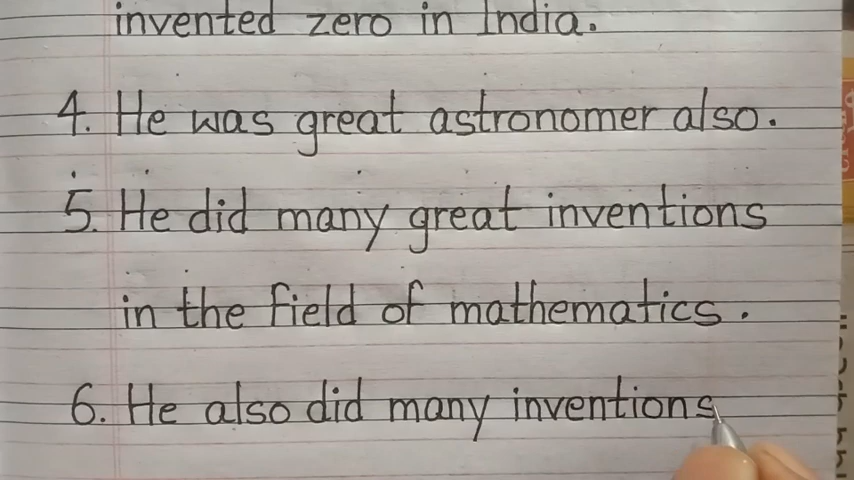 invented zero in India.
4. He was great astronomer also.
5. He did many great inventions
in the field of mathematics.
6. He also did many inventions